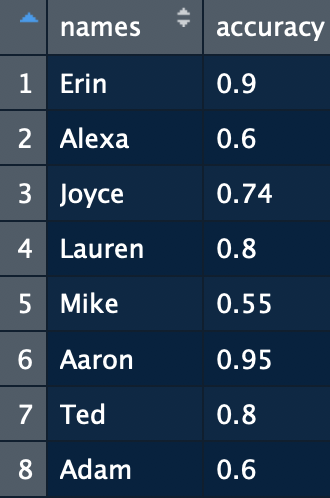 names accuracy
1 Erin 0.9
2 Alexa 0.6
3 Joyce 0.74
4 Lauren 0.8
5 Mike 0.55
6 Aaron 0.95
7 Ted 0.8
8 Adam 0.6